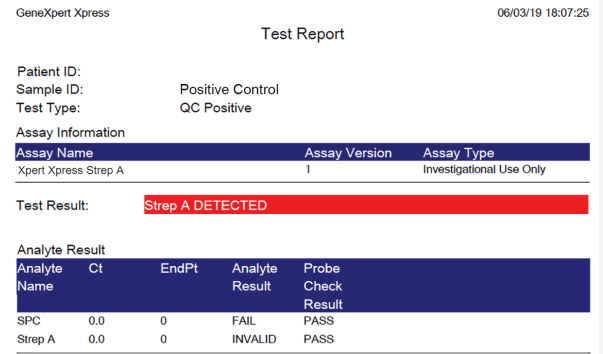 GeneXpert Xpress 06/03/19 18:07:25
Test Report
Patient ID:
Sample ID: Positive Control
Test Type: QC Positive
Assay Information
Assay Name Assay Version Assay Type
Xpert Xpress Strep A 1 Investigational Use Only
Test Result: Strep A DETECTED
Analyte Result
Analyte Ct EndPt Analyte Probe
Name Result Check
Result
SPC 0.0 0 FAIL PASS
Strep A 0.0 0 INVALID PASS